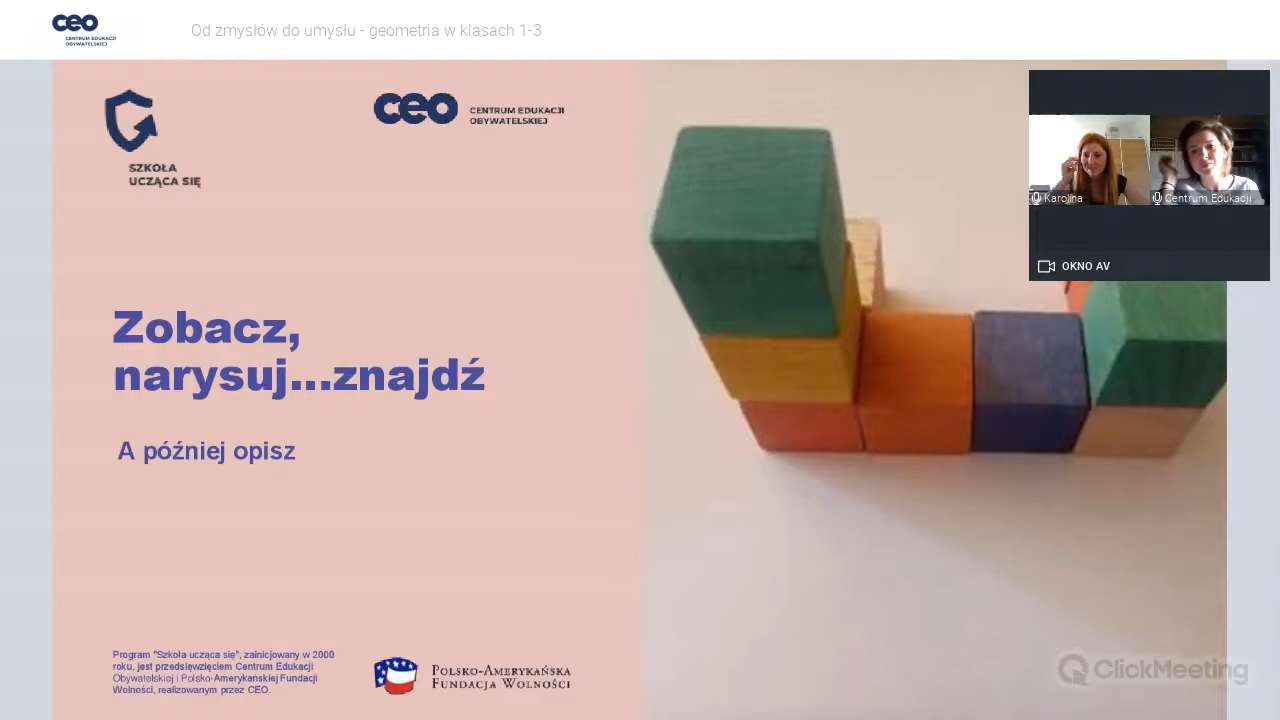 ceo
CENTRUM EDUKACJI
OBYWATELSKIEJ
Od zmysłów do umysłu - geometria w klasach 1-3
SZKOŁA
UCZĄCA SIĘ
ceo
CENTRUM EDUKACJI
OBYWATELSKIEJ
Karolina
Centrum Edukacji ...
OKNO AV
Zobacz,
narysuj...znajdź
A później opisz
Program "Szkoła ucząca się", zainicjowany w 2000
roku, jest przedsięwzięciem Centrum Edukacji
Obywatelskiej i Polsko-Amerykańskiej Fundacji
Wolności, realizowanym przez CEO.
POLSKO-AMERYKAŃSKA
FUNDACJA WOLNOŚCI
ClickMeeting